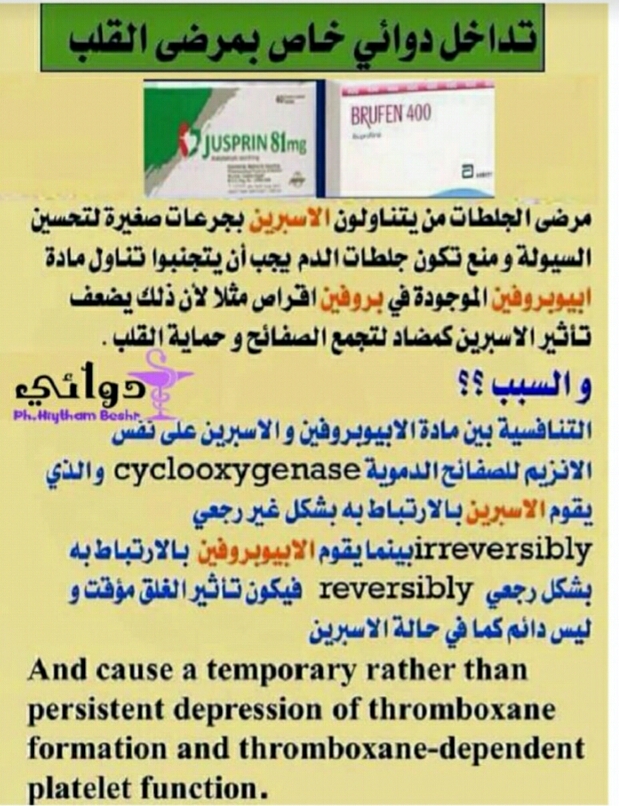 تداخل دوائي خاص بمرضى القلب
JUSPRIN 81mg
BRUFEN 400
Ibuprofen
مرضى الجلطات من يتناولون الاسبرين بجرعات صغيرة لتحسين
السيولة و منع تكون جلطات الدم يجب أن يتجنبوا تناول مادة
ايبوبروفين الموجودة في بروفين اقراص مثلا لأن ذلك يضعف
تأثير الاسبرين كمضاد لتجمع الصفائح و حماية القلب .
و السبب ؟؟
دوائي
Ph.Hiytham Beshr
التنافسية بين مادة الايبوبروفين و الاسبرين على نفس
الانزيم للصفائح الدموية cyclooxygenase والذي
يقوم الاسبرين بالارتباط به بشكل غير رجعي
irreversibly بينما يقوم الايبوبروفين بالارتباط به
بشكل رجعي reversibly فيكون تأثير الغلق مؤقت و
ليس دائم كما في حالة الاسبرين
And cause a temporary rather than
persistent depression of thromboxane
formation and thromboxane-dependent
platelet function.